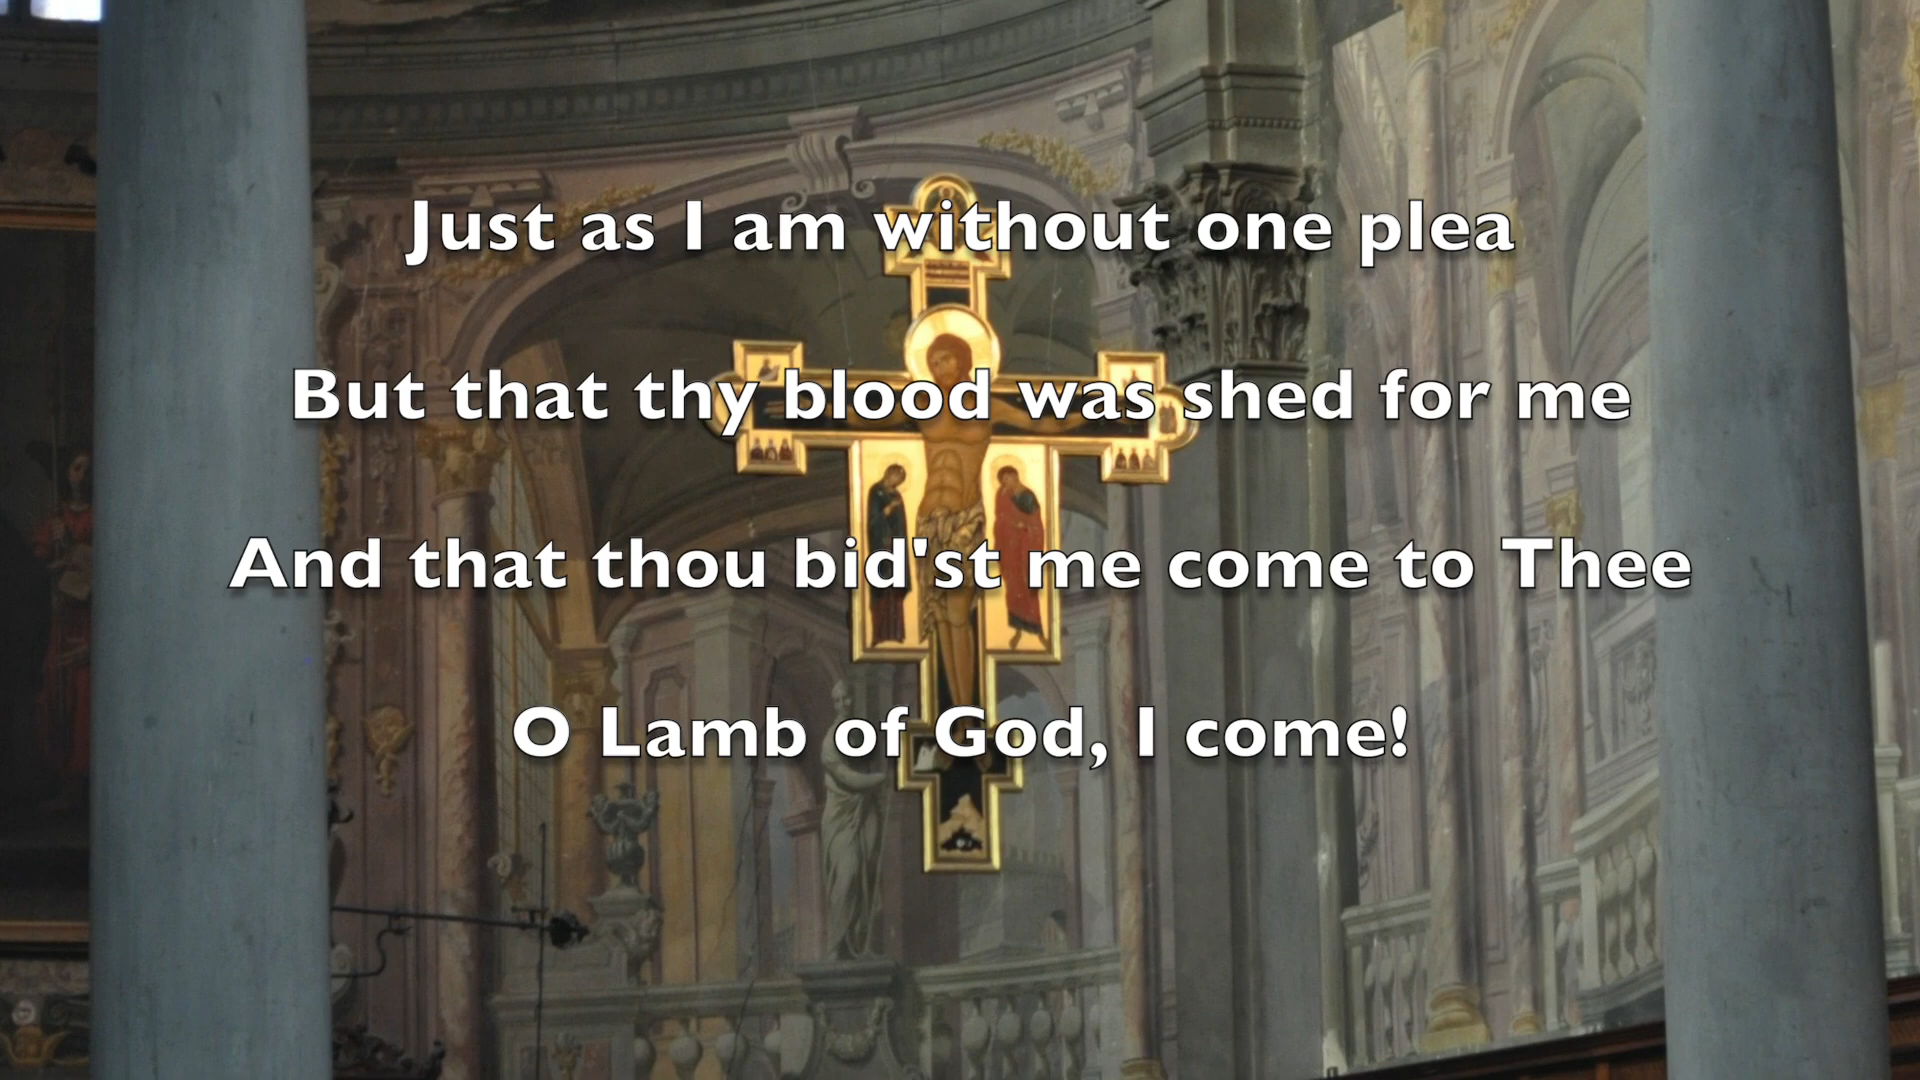 Just as I am without one plea
But that thy blood was shed for me
And that thou bid'st me come to Thee
O Lamb of God, I come!